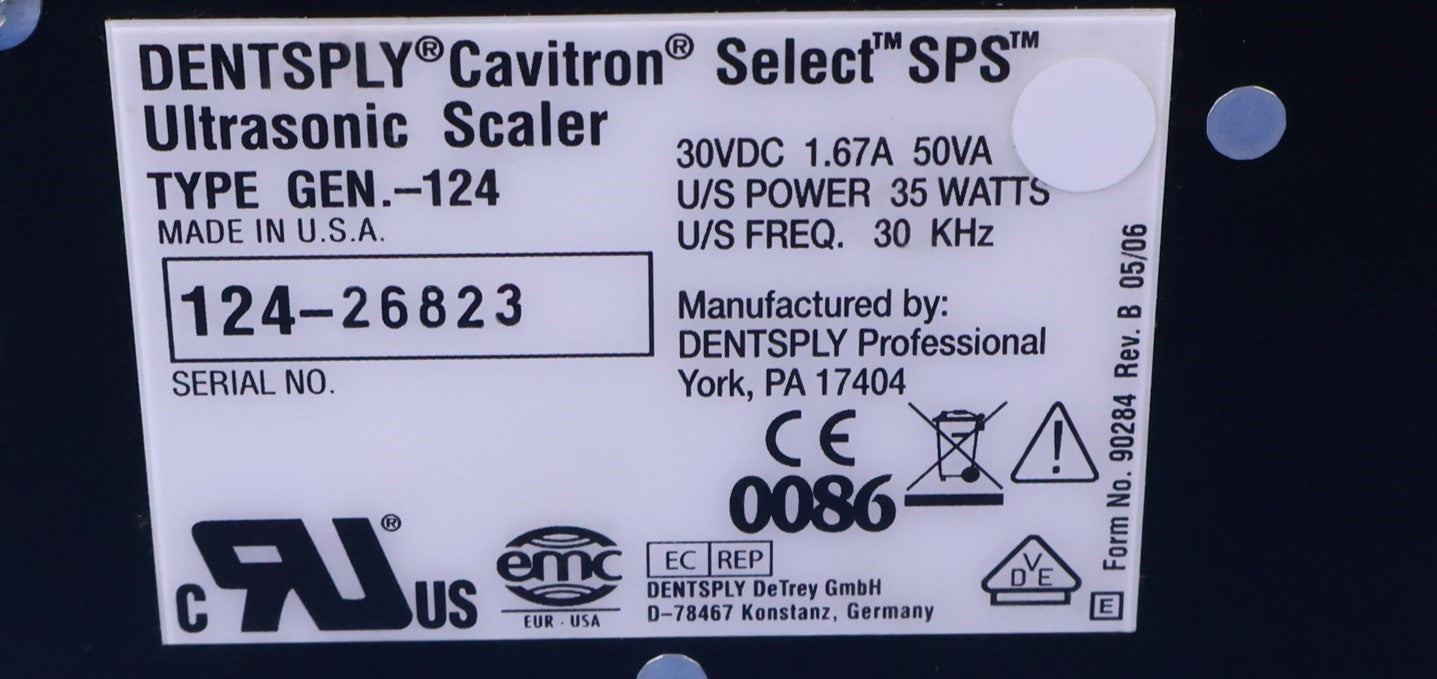 DENTSPLY® Cavitron® Select™ SPS™
Ultrasonic Scaler
TYPE GEN.-124
MADE IN U.S.A.
124-26823
SERIAL NO.
30VDC 1.67A 50VA
U/S POWER 35 WATTS
U/S FREQ. 30 KHz
Manufactured by:
DENTSPLY Professional
York, PA 17404
CE
0086
C RU® US
emc
EUR · USA
EC REP
DENTSPLY DeTrey GmbH
D-78467 Konstanz, Germany
DVE
E
Form No. 90284 Rev. B 05/06